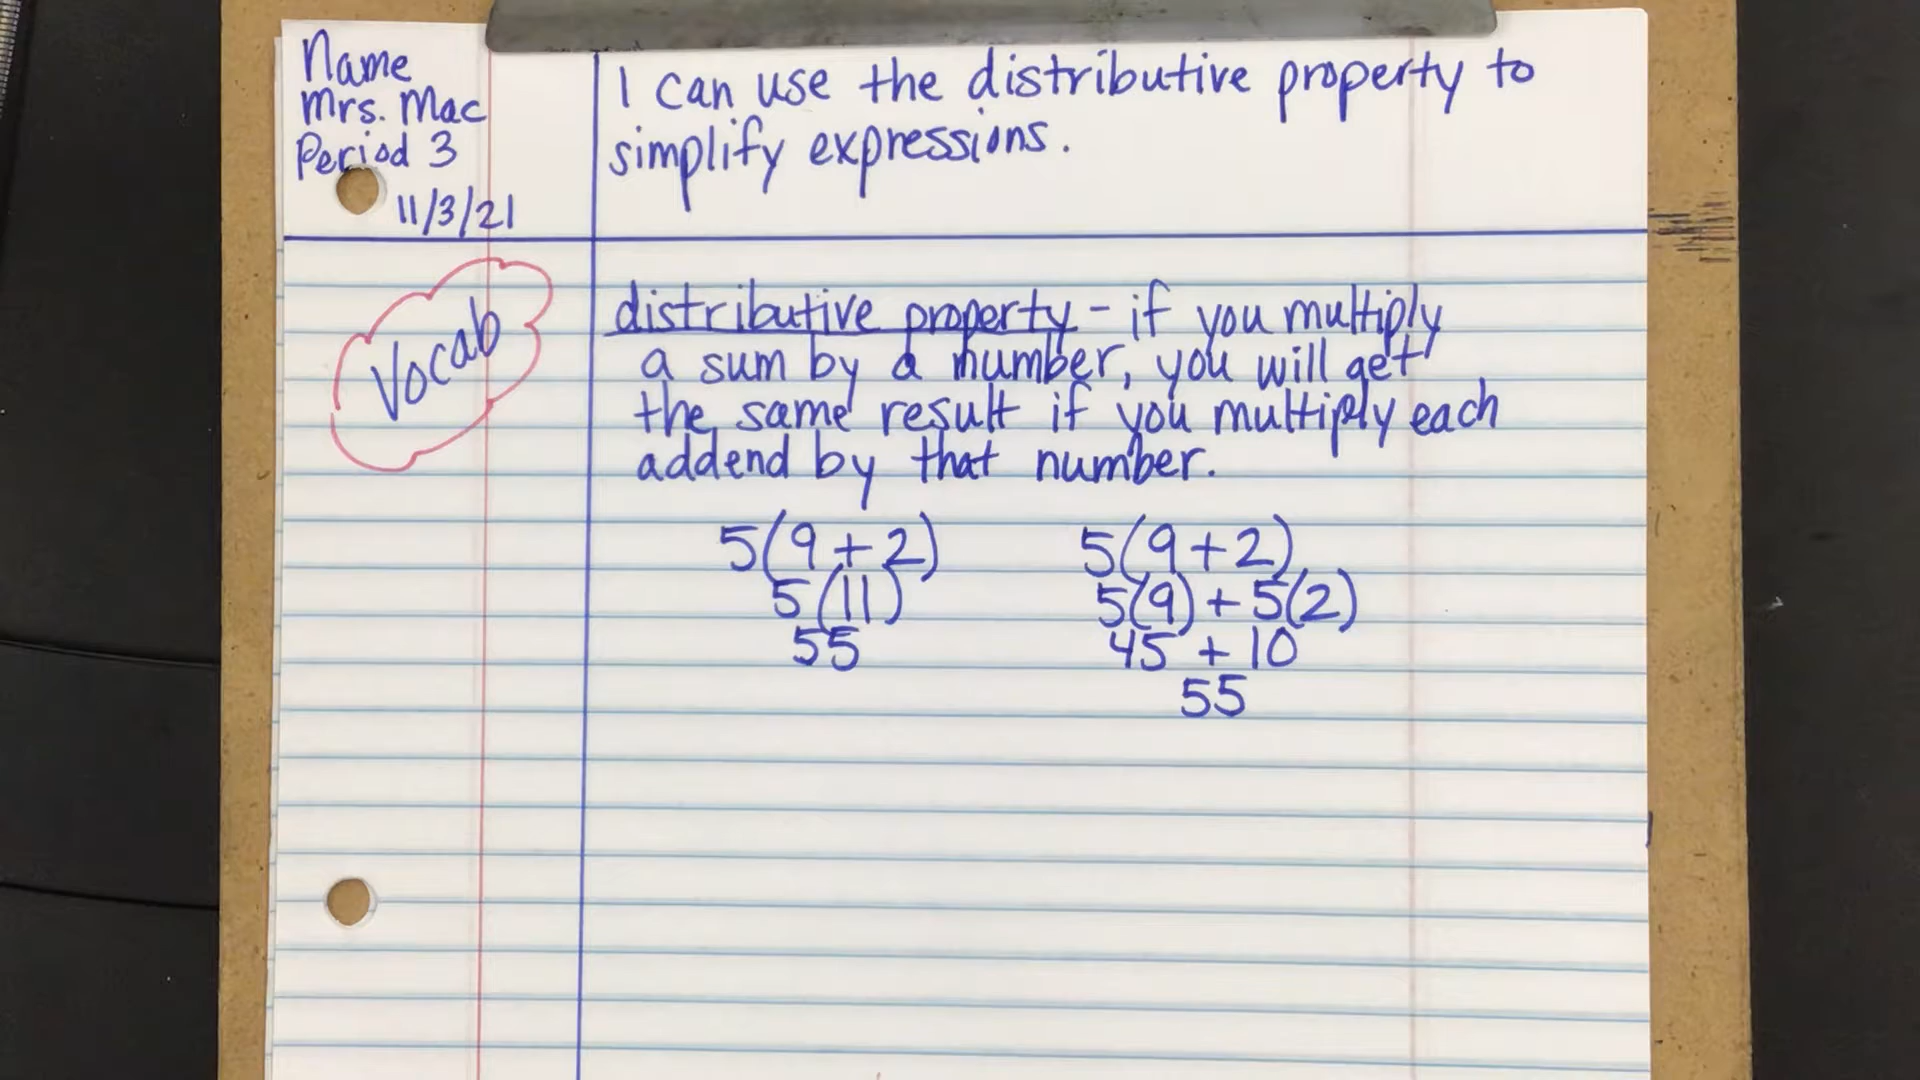 Name
Mrs. Mac
Period 3
11/3/21
I can use the distributive property to
simplify expressions.
Vocab
distributive property - if you multiply
a sum by a number, you will get
the same result if you multiply each
addend by that number.
5(9+2)
5(11)
55
5(9+2)
5(9) + 5(2)
45 + 10
55